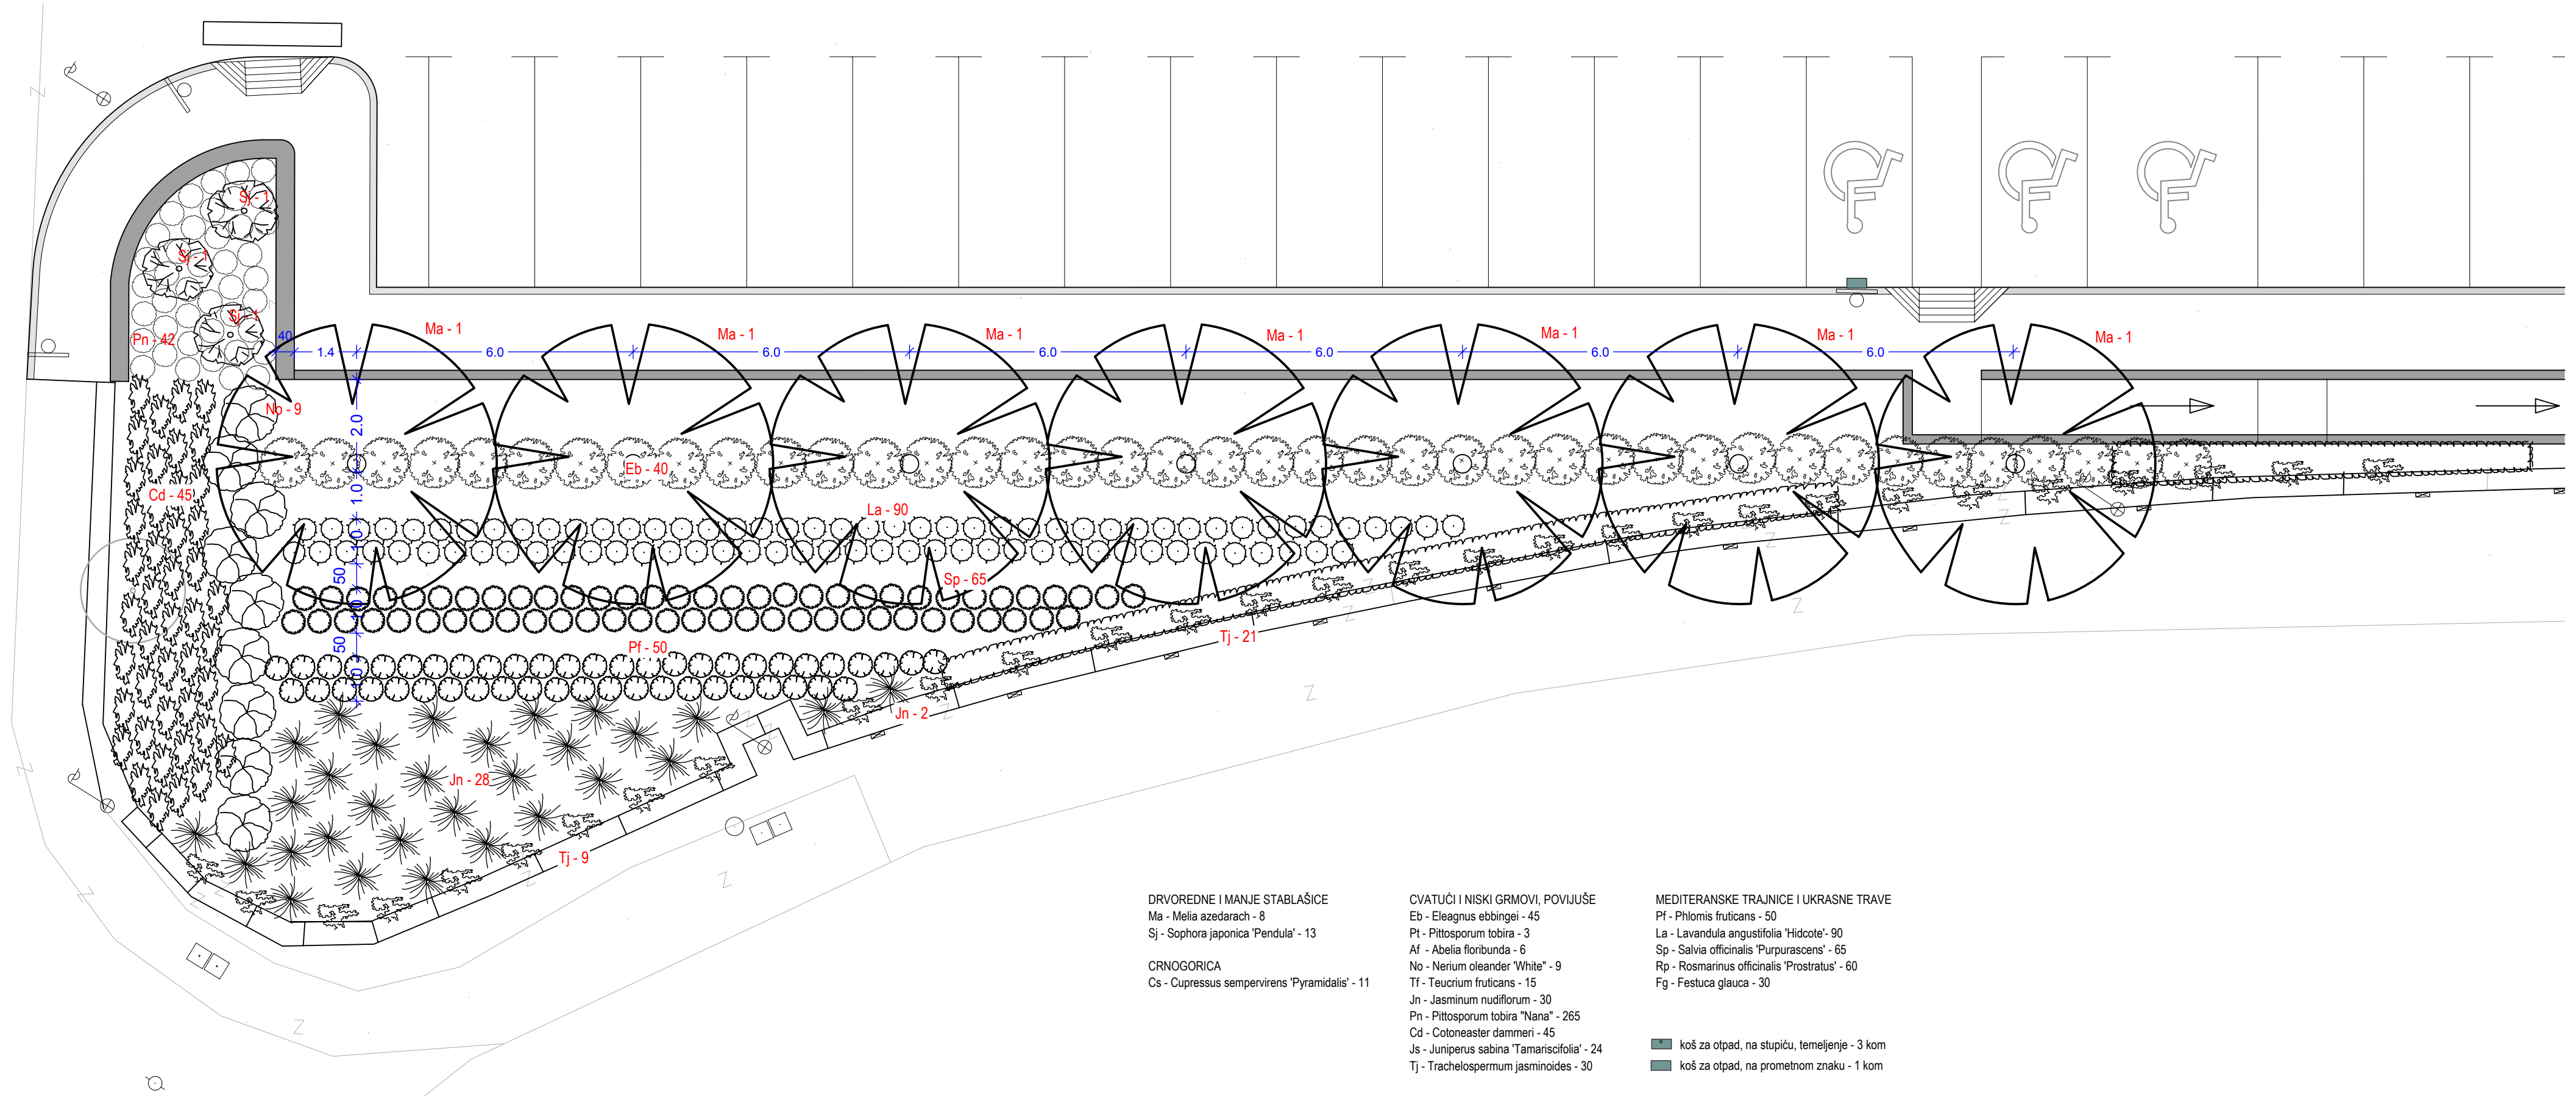 Sj - 1
Sj - 1
Sj - 1
Pn - 42
40
1.4
6.0
6.0
6.0
6.0
6.0
6.0
Ma - 1
Ma - 1
Ma - 1
Ma - 1
Ma - 1
Ma - 1
Ma - 1
No - 9
2.0
Eb - 40
Cd - 45
1.0
La - 90
1.0
50
Sp - 65
1.0
50
Pf - 50
1.0
Tj - 21
Jn - 2
Jn - 28
Tj - 9
Z
Z
Z
Z
Z
Z
Z
Z
Z
Z
DRVOREDNE I MANJE STABLAŠICE
Ma - Melia azedarach - 8
Sj - Sophora japonica 'Pendula' - 13
CRNOGORICA
Cs - Cupressus sempervirens 'Pyramidalis' - 11
CVATUĆI I NISKI GRMOVI, POVIJUŠE
Eb - Eleagnus ebbingei - 45
Pt - Pittosporum tobira - 3
Af - Abelia floribunda - 6
No - Nerium oleander 'White" - 9
Tf - Teucrium fruticans - 15
Jn - Jasminum nudiflorum - 30
Pn - Pittosporum tobira "Nana" - 265
Cd - Cotoneaster dammeri - 45
Js - Juniperus sabina 'Tamariscifolia' - 24
Tj - Trachelospermum jasminoides - 30
MEDITERANSKE TRAJNICE I UKRASNE TRAVE
Pf - Phlomis fruticans - 50
La - Lavandula angustifolia 'Hidcote'- 90
Sp - Salvia officinalis 'Purpurascens' - 65
Rp - Rosmarinus officinalis 'Prostratus' - 60
Fg - Festuca glauca - 30
koš za otpad, na stupiću, temeljenje - 3 kom
koš za otpad, na prometnom znaku - 1 kom